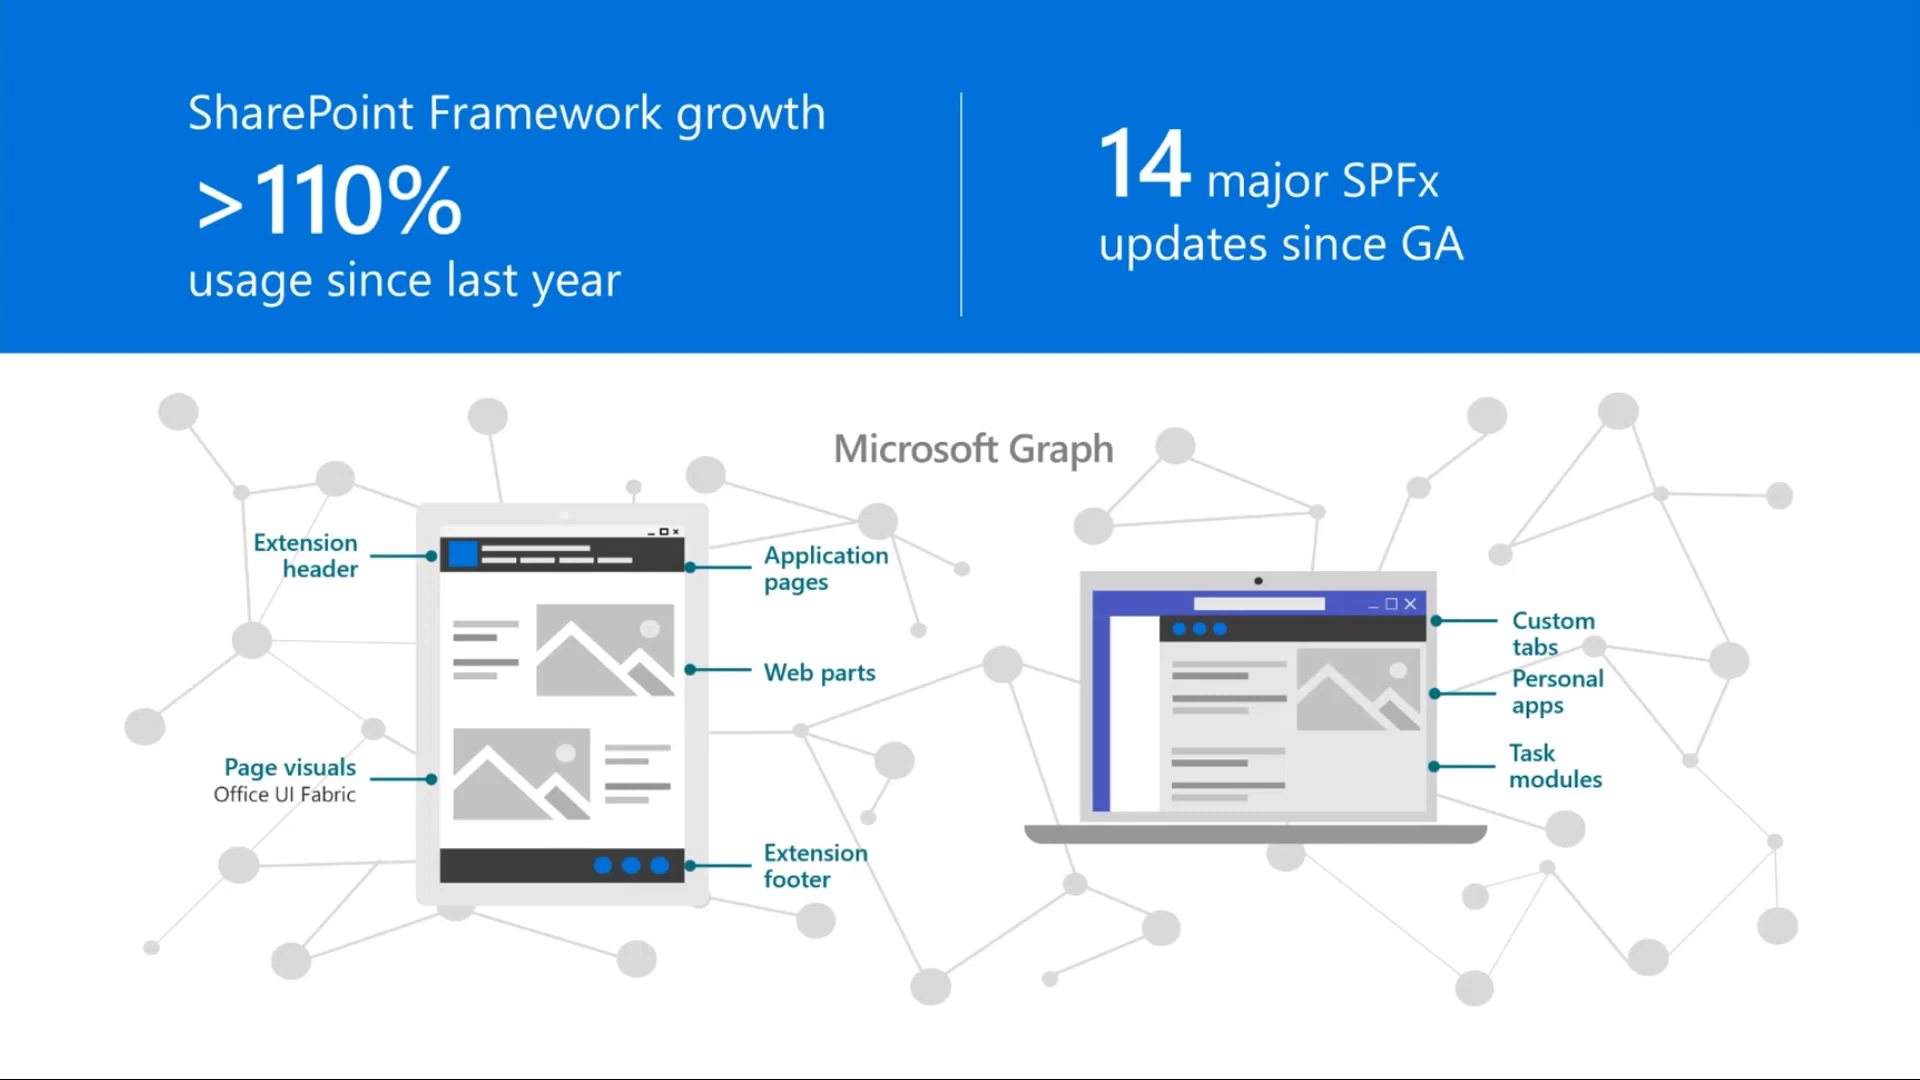 SharePoint Framework growth
>110%
usage since last year
14 major SPFx
updates since GA
Microsoft Graph
Extension
header
Application
pages
Web parts
Page visuals
Office UI Fabric
Extension
footer
Custom
tabs
Personal
apps
Task
modules